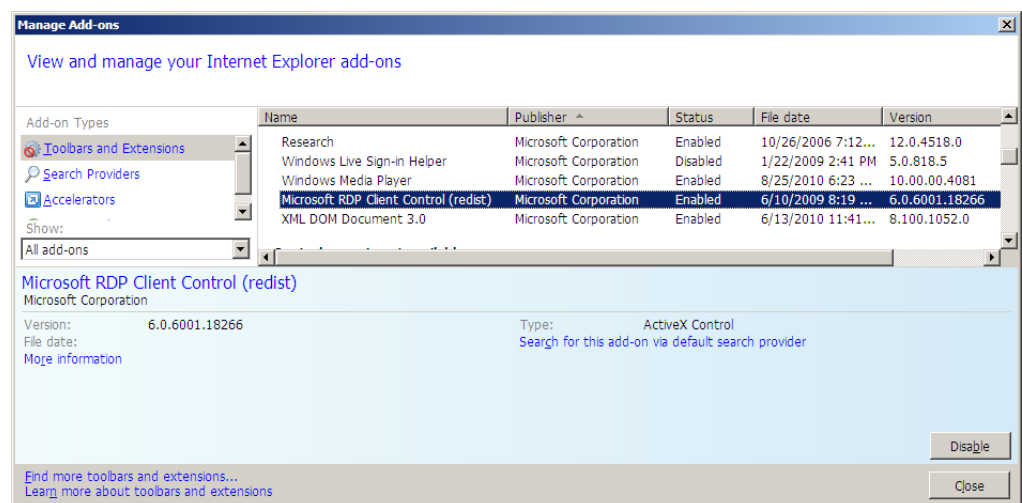 Manage Add-ons
View and manage your Internet Explorer add-ons
Add-on Types
Toolbars and Extensions
Search Providers
Accelerators
Show:
All add-ons
Name Publisher Status File date Version
Research Microsoft Corporation Enabled 10/26/2006 7:12... 12.0.4518.0
Windows Live Sign-in Helper Microsoft Corporation Disabled 1/22/2009 2:41 PM 5.0.818.5
Windows Media Player Microsoft Corporation Enabled 8/25/2010 6:23 ... 10.00.00.4081
Microsoft RDP Client Control (redist) Microsoft Corporation Enabled 6/10/2009 8:19 ... 6.0.6001.18266
XML DOM Document 3.0 Microsoft Corporation Enabled 6/13/2010 11:41... 8.100.1052.0
Microsoft RDP Client Control (redist)
Microsoft Corporation
Version: 6.0.6001.18266 Type: ActiveX Control
File date: Search for this add-on via default search provider
More information
Disable
Find more toolbars and extensions...
Learn more about toolbars and extensions
Close